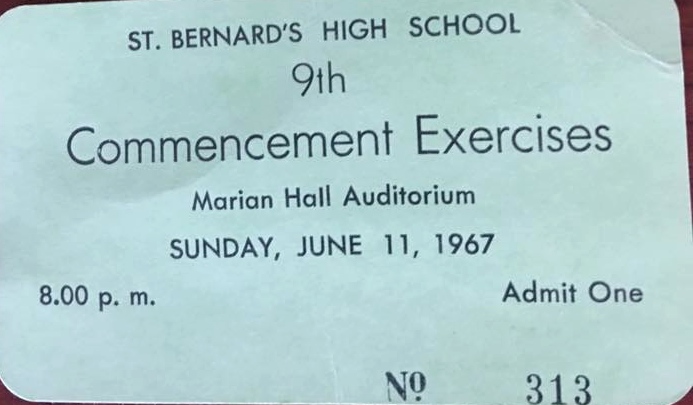 ST. BERNARD'S HIGH SCHOOL
9th
Commencement Exercises
Marian Hall Auditorium
SUNDAY, JUNE 11, 1967
8.00 p. m. Admit One
Nº 313